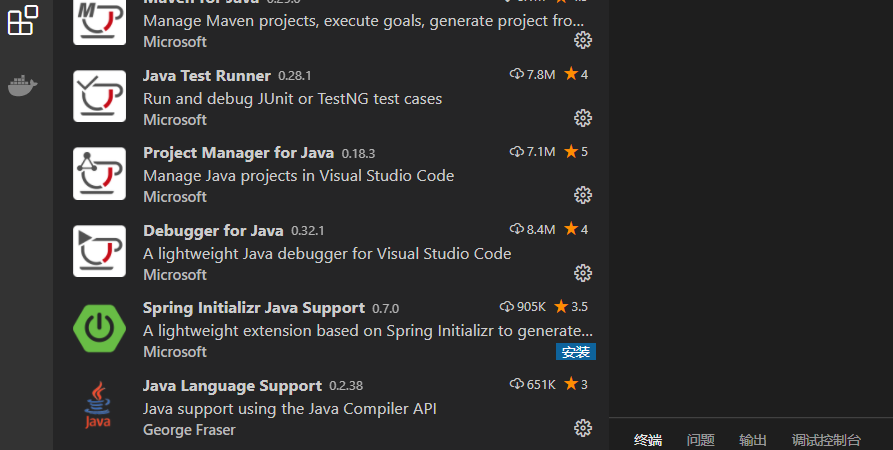 Maven for Java 0.29.0
Manage Maven projects, execute goals, generate project fro...
Microsoft
Java Test Runner 0.28.1 7.8M 4
Run and debug JUnit or TestNG test cases
Microsoft
Project Manager for Java 0.18.3 7.1M 5
Manage Java projects in Visual Studio Code
Microsoft
Debugger for Java 0.32.1 8.4M 4
A lightweight Java debugger for Visual Studio Code
Microsoft
Spring Initializr Java Support 0.7.0 905K 3.5
A lightweight extension based on Spring Initializr to generate...
Microsoft 安装
Java Language Support 0.2.38 651K 3
Java support using the Java Compiler API
George Fraser
终端 问题 输出 调试控制台